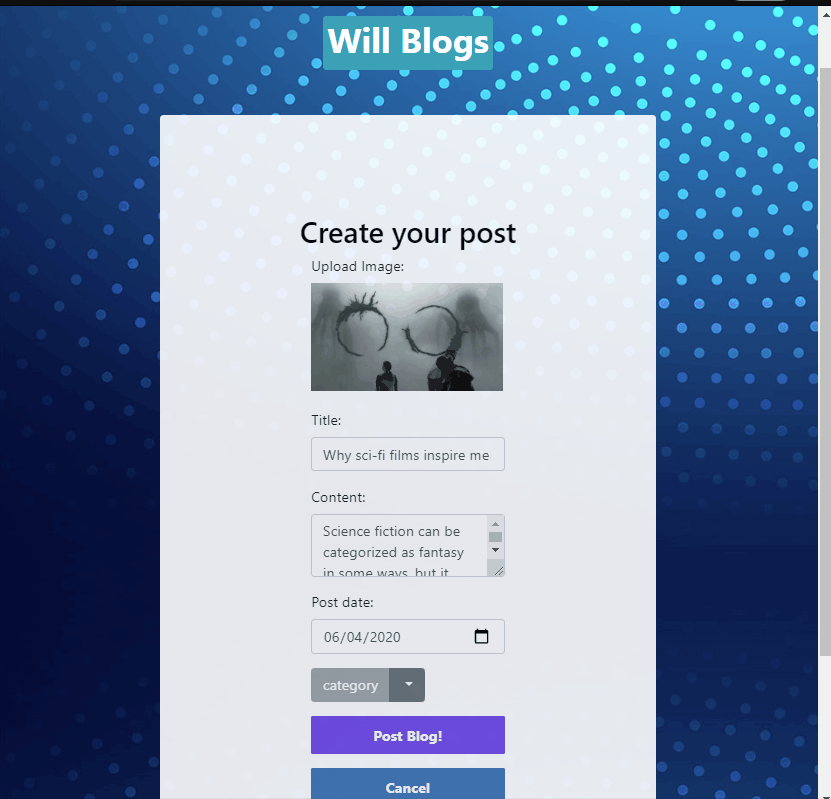 Will Blogs
Create your post
Upload Image:
Title:
Why sci-fi films inspire me
Content:
Science fiction can be
categorized as fantasy
in some ways, but it
Post date:
06/04/2020
category
Post Blog!
Cancel